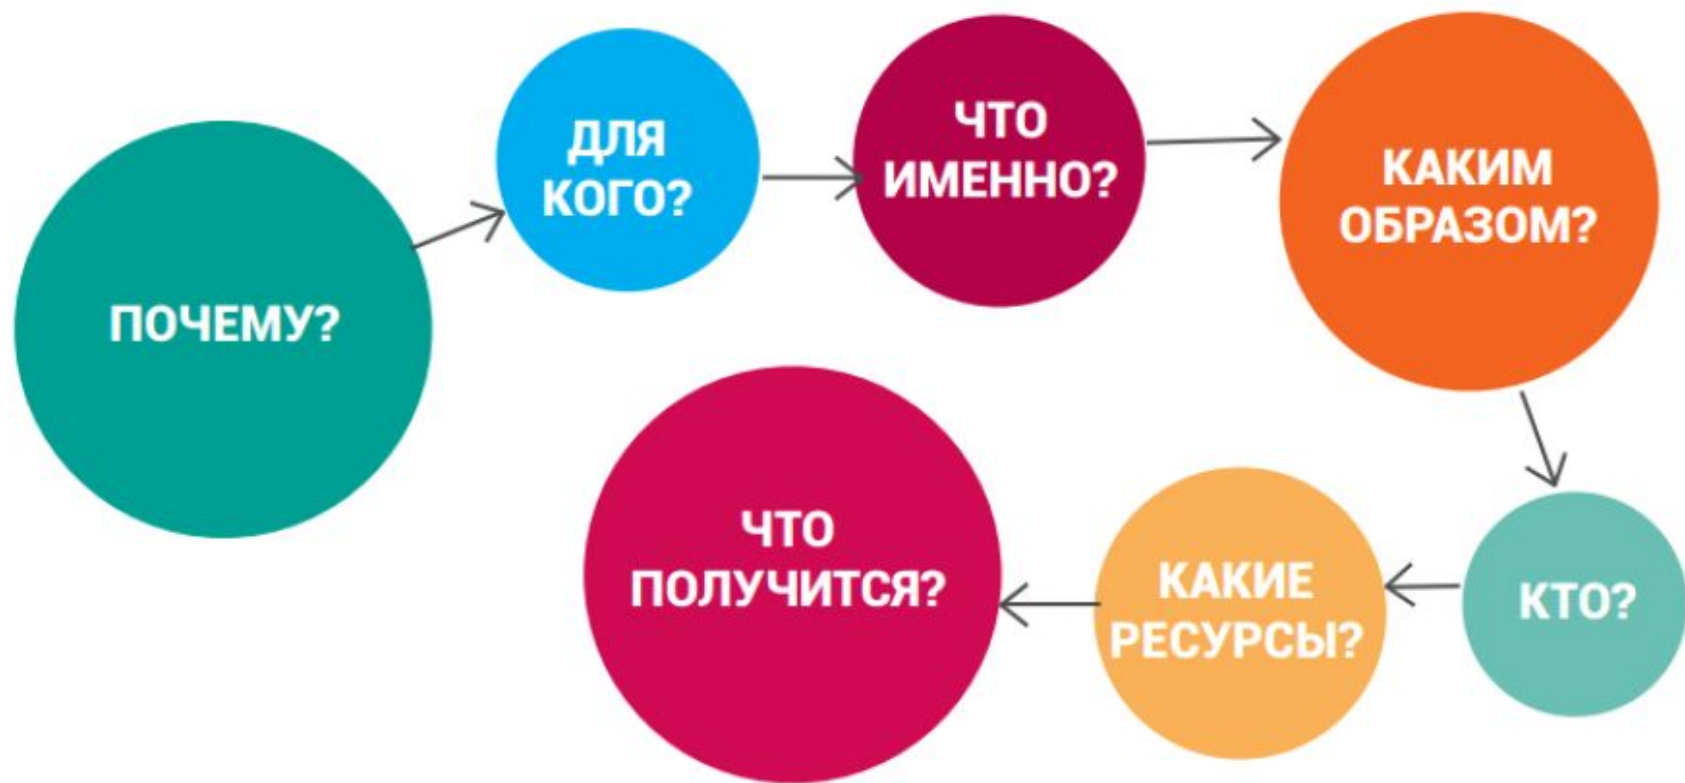 ПОЧЕМУ?
ДЛЯ
КОГО?
ЧТО
ИМЕННО?
КАКИМ
ОБРАЗОМ?
КТО?
КАКИЕ
РЕСУРСЫ?
ЧТО
ПОЛУЧИТСЯ?